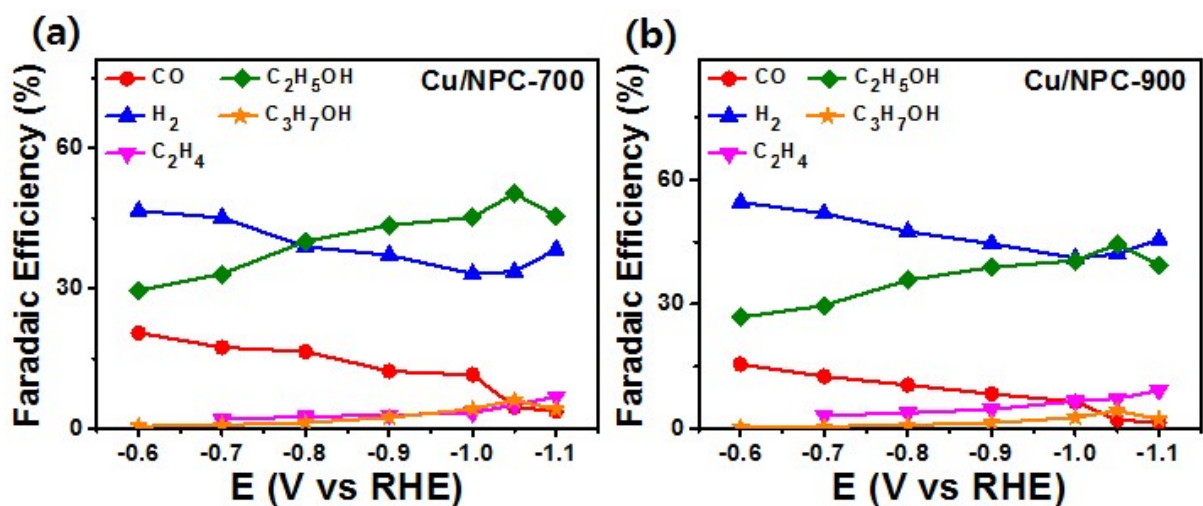 (a)
Faradaic Efficiency (%)
60
30
0
CO
C2H5OH
H2
C3H7OH
C2H4
Cu/NPC-700
-0.6 -0.7 -0.8 -0.9 -1.0 -1.1
E (V vs RHE)
(b)
Faradaic Efficiency (%)
60
30
0
CO
C2H5OH
H2
C3H7OH
C2H4
Cu/NPC-900
-0.6 -0.7 -0.8 -0.9 -1.0 -1.1
E (V vs RHE)